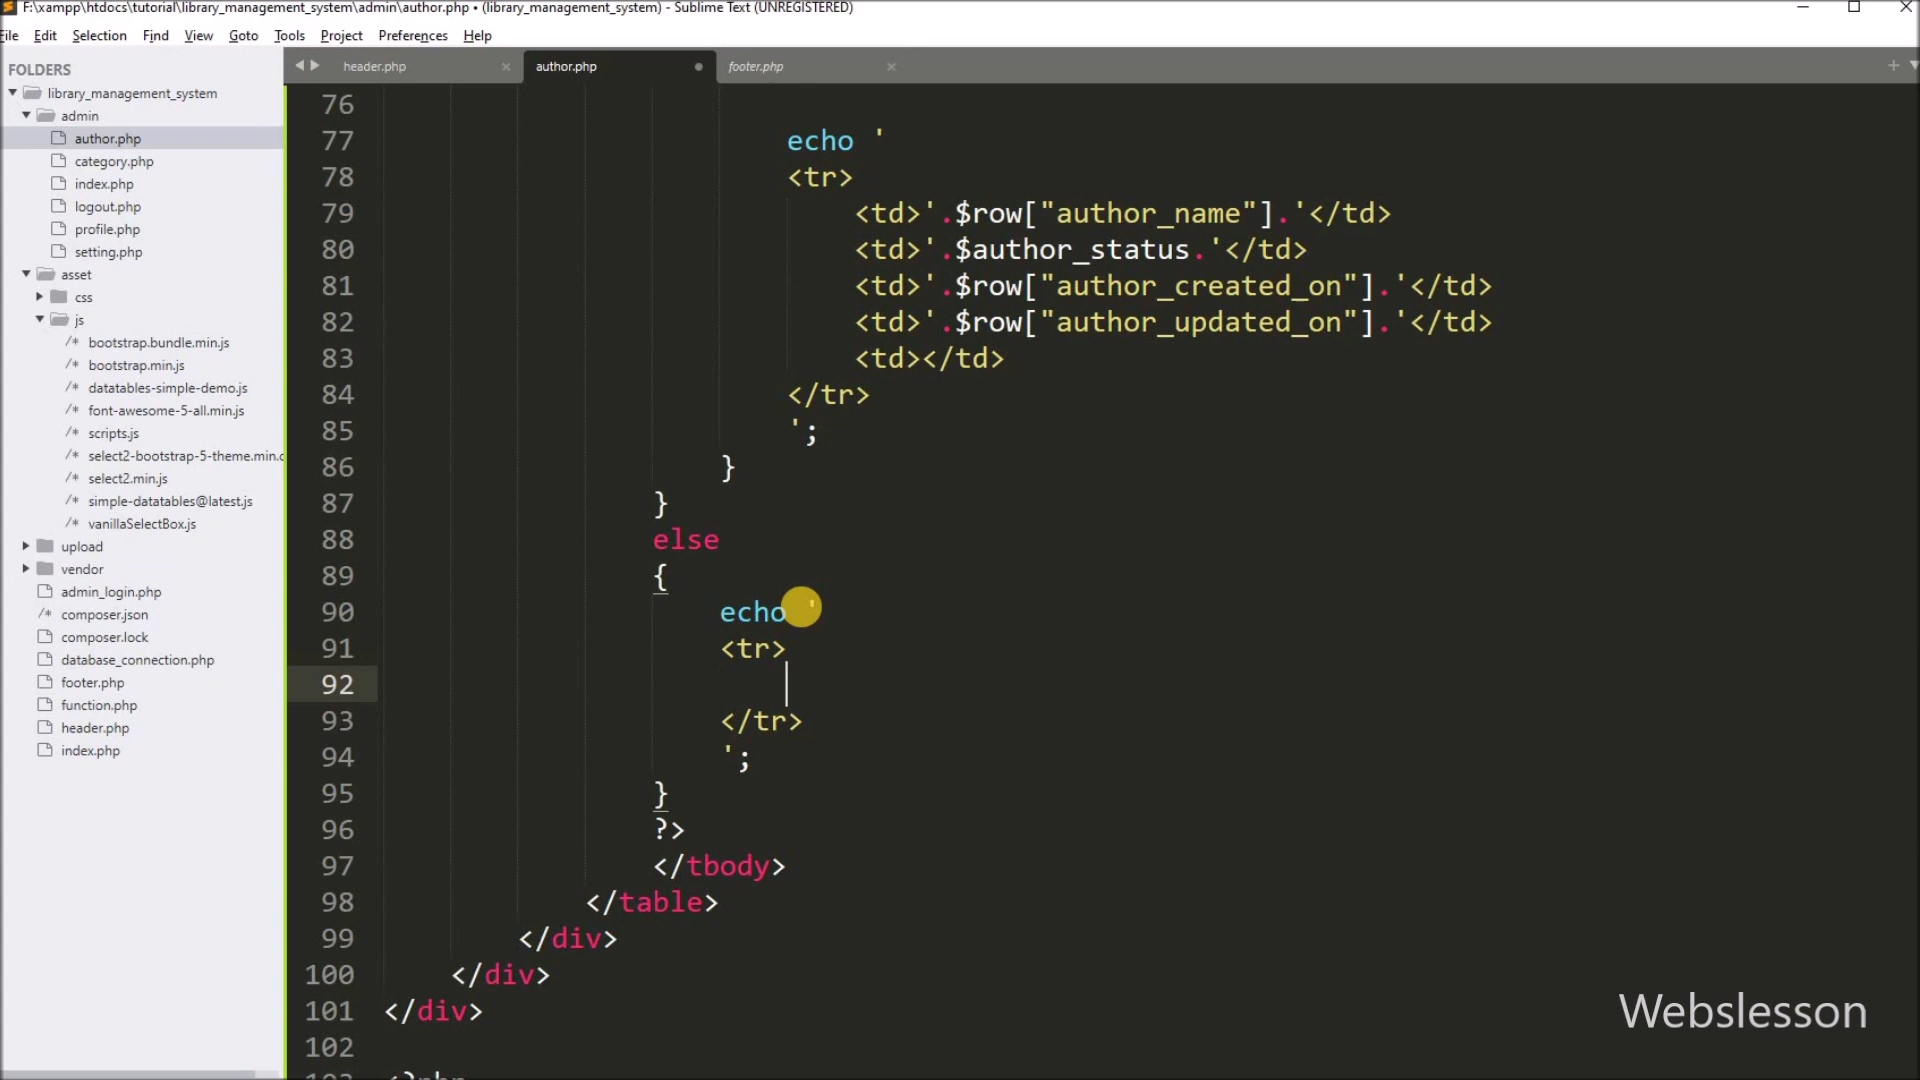 F:\xampp\htdocs\tutorial\library_management_system\admin\author.php • (library_management_system) - Sublime Text (UNREGISTERED)
File Edit Selection Find View Goto Tools Project Preferences Help
FOLDERS
library_management_system
admin
author.php
category.php
index.php
logout.php
profile.php
setting.php
asset
css
js
/* bootstrap.bundle.min.js
/* bootstrap.min.js
/* datatables-simple-demo.js
/* font-awesome-5-all.min.js
/* scripts.js
/* select2-bootstrap-5-theme.min.c
/* select2.min.js
/* simple-datatables@latest.js
/* vanillaSelectBox.js
upload
vendor
admin_login.php
/* composer.json
composer.lock
database_connection.php
footer.php
function.php
header.php
index.php
header.php author.php footer.php
76
77 echo '
78 <tr>
79 <td>'.$row["author_name"].'</td>
80 <td>'.$author_status.'</td>
81 <td>'.$row["author_created_on"].'</td>
82 <td>'.$row["author_updated_on"].'</td>
83 <td></td>
84 </tr>
85 ';
86 }
87 }
88 else
89 {
90 echo '
91 <tr>
92
93 </tr>
94 ';
95 }
96 ?>
97 </tbody>
98 </table>
99 </div>
100 </div>
101 </div>
102
103 <?php
Webslesson